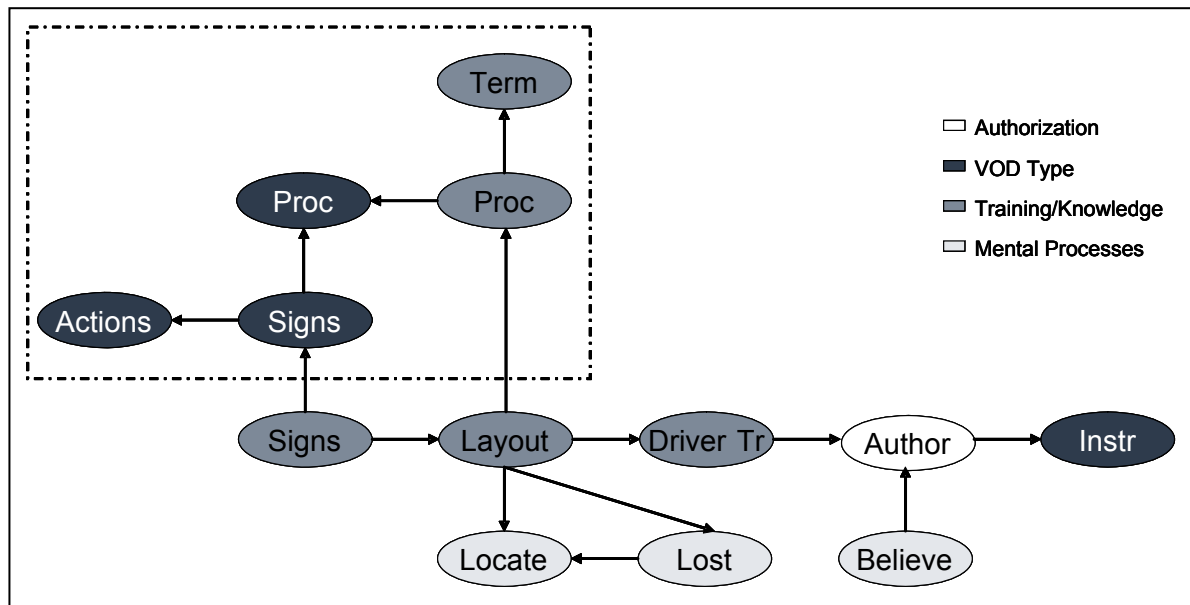 Term
Authorization
VOD Type
Proc
Proc
Training/Knowledge
Mental Processes
Actions
Signs
Signs
Layout
Driver Tr
Author
Instr
Locate
Lost
Believe